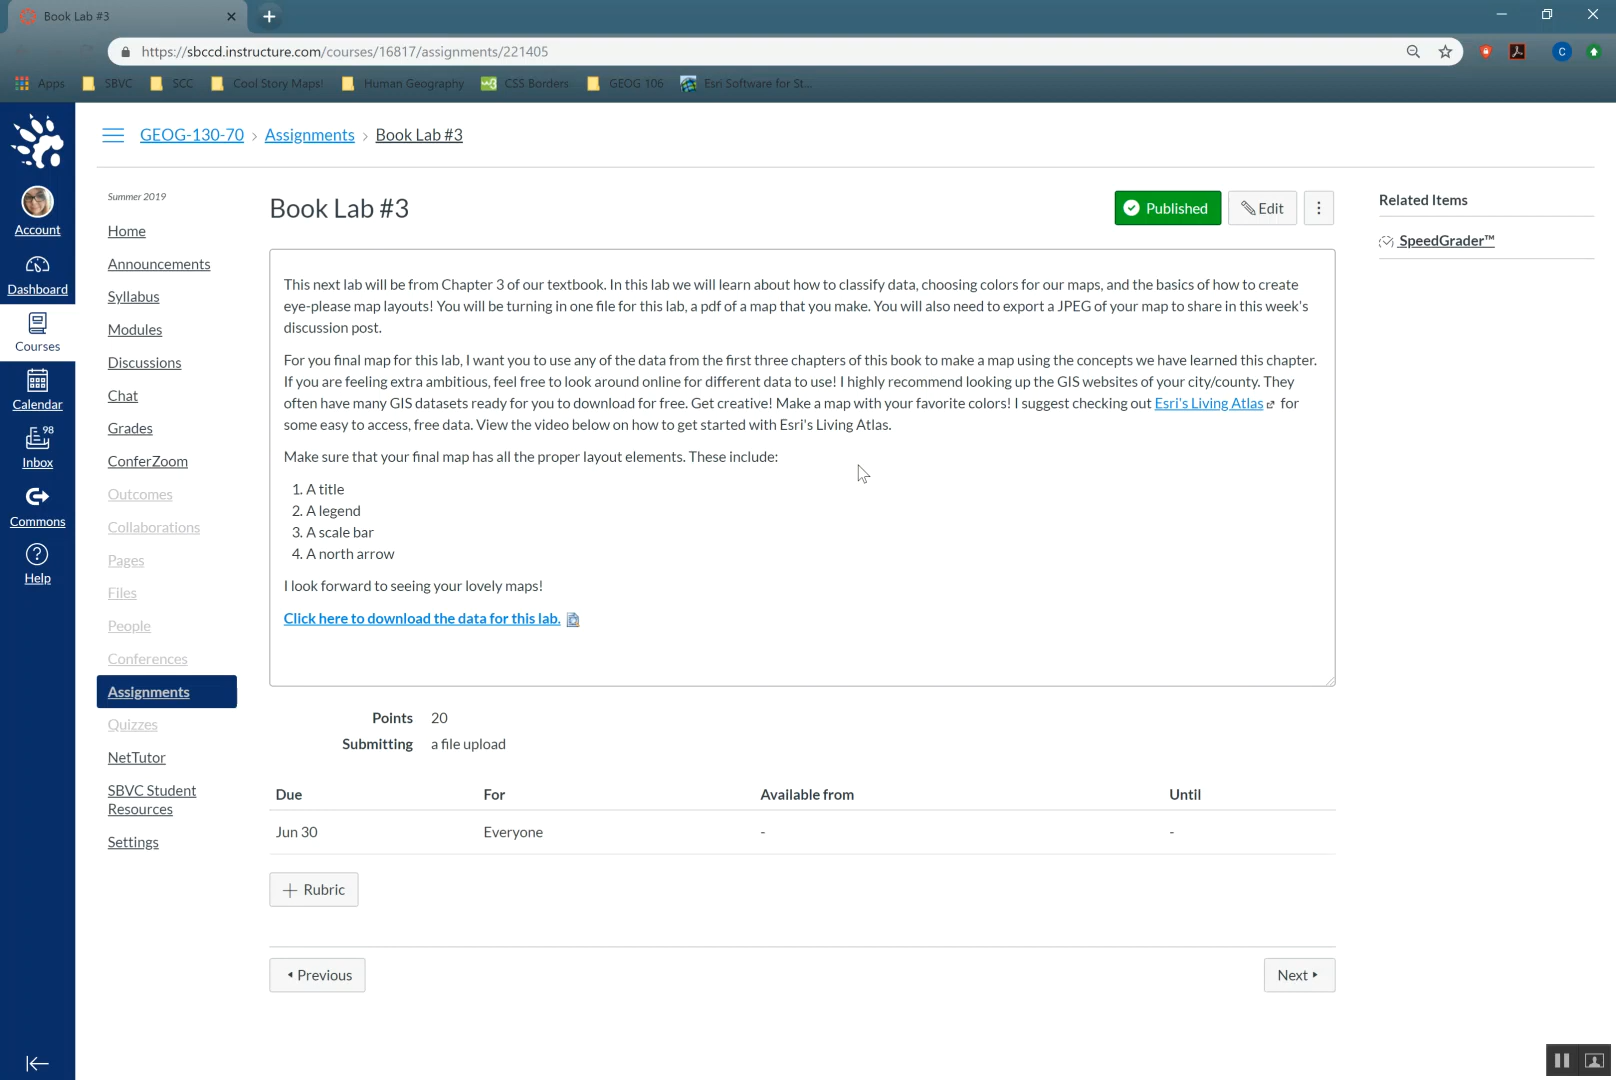 Book Lab #3
https://sbccd.instructure.com/courses/16817/assignments/221405
C
Apps
SBVC
SCC
Cool Story Maps!
Human Geography
CSS Borders
GEOG 106
Esri Software for St...
GEOG-130-70 › Assignments › Book Lab #3
Account
Dashboard
Courses
Calendar
98
Inbox
Commons
Help
Summer 2019
Home
Announcements
Syllabus
Modules
Discussions
Chat
Grades
ConferZoom
Outcomes
Collaborations
Pages
Files
People
Conferences
Assignments
Quizzes
NetTutor
SBVC Student
Resources
Settings
Book Lab #3
Published
Edit
This next lab will be from Chapter 3 of our textbook. In this lab we will learn about how to classify data, choosing colors for our maps, and the basics of how to create
eye-please map layouts! You will be turning in one file for this lab, a pdf of a map that you make. You will also need to export a JPEG of your map to share in this week's
discussion post.
For you final map for this lab, I want you to use any of the data from the first three chapters of this book to make a map using the concepts we have learned this chapter.
If you are feeling extra ambitious, feel free to look around online for different data to use! I highly recommend looking up the GIS websites of your city/county. They
often have many GIS datasets ready for you to download for free. Get creative! Make a map with your favorite colors! I suggest checking out Esri's Living Atlas for
some easy to access, free data. View the video below on how to get started with Esri's Living Atlas.
Make sure that your final map has all the proper layout elements. These include:
1. A title
2. A legend
3. A scale bar
4. A north arrow
I look forward to seeing your lovely maps!
Click here to download the data for this lab.
Points 20
Submitting a file upload
Due For Available from Until
Jun 30 Everyone - -
+ Rubric
Previous
Next
Related Items
SpeedGrader™